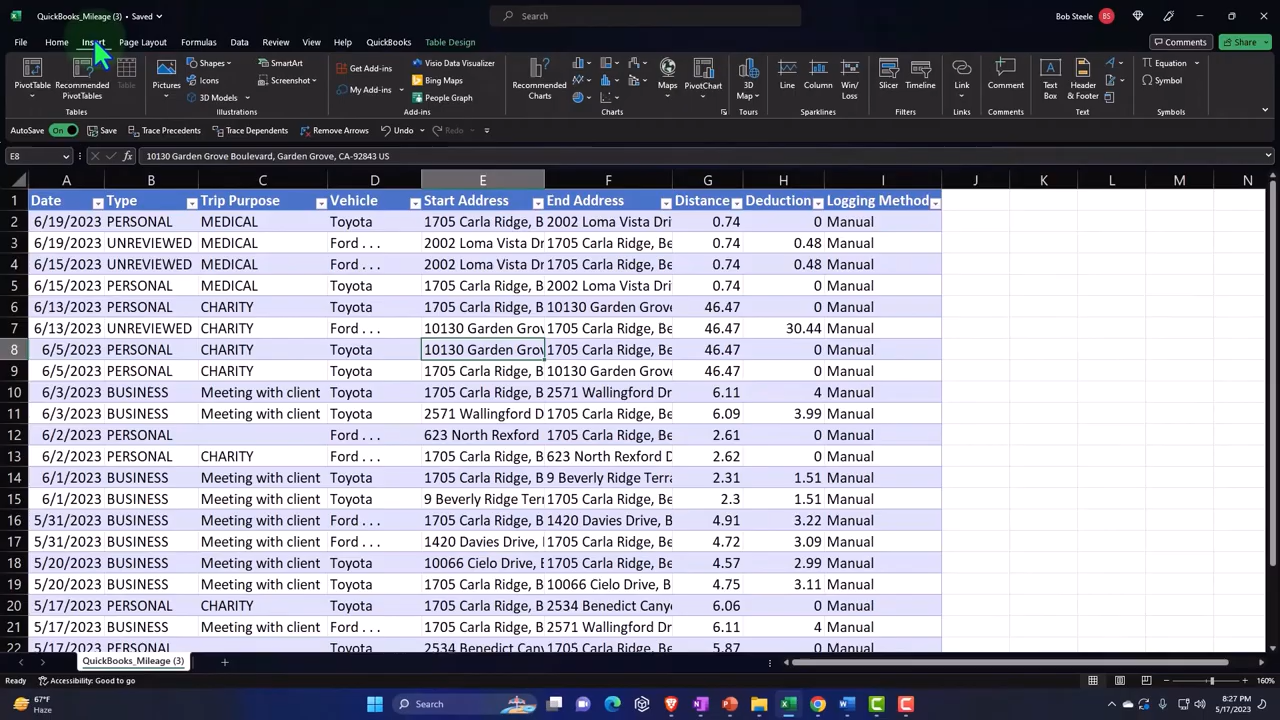 QuickBooks_Mileage (3) • Saved
Search
Bob Steele BS
File Home Insert Page Layout Formulas Data Review View Help QuickBooks Table Design
Comments Share
PivotTable Recommended PivotTables Table
Pictures Shapes Icons 3D Models SmartArt Screenshot
Get Add-ins My Add-ins Visio Data Visualizer Bing Maps People Graph
Recommended Charts Maps PivotChart 3D Map
Line Column Win/Loss Slicer Timeline Link Comment
Text Box Header & Footer Equation Symbol
Tables Illustrations Add-ins Charts Tours Sparklines Filters Links Comments Text Symbols
AutoSave On Save Trace Precedents Trace Dependents Remove Arrows Undo Redo
E8 fx 10130 Garden Grove Boulevard, Garden Grove, CA-92843 US
A B C D E F G H I J K L M N
1 Date Type Trip Purpose Vehicle Start Address End Address Distance Deduction Logging Method
2 6/19/2023 PERSONAL MEDICAL Toyota 1705 Carla Ridge, B 2002 Loma Vista Dri 0.74 0 Manual
3 6/19/2023 UNREVIEWED MEDICAL Ford . . . 2002 Loma Vista Dr 1705 Carla Ridge, Be 0.74 0.48 Manual
4 6/15/2023 UNREVIEWED MEDICAL Ford . . . 2002 Loma Vista Dr 1705 Carla Ridge, Be 0.74 0.48 Manual
5 6/15/2023 PERSONAL MEDICAL Toyota 1705 Carla Ridge, B 2002 Loma Vista Dri 0.74 0 Manual
6 6/13/2023 PERSONAL CHARITY Toyota 1705 Carla Ridge, B 10130 Garden Grove 46.47 0 Manual
7 6/13/2023 UNREVIEWED CHARITY Ford . . . 10130 Garden Grov 1705 Carla Ridge, Be 46.47 30.44 Manual
8 6/5/2023 PERSONAL CHARITY Toyota 10130 Garden Grov 1705 Carla Ridge, Be 46.47 0 Manual
9 6/5/2023 PERSONAL CHARITY Toyota 1705 Carla Ridge, B 10130 Garden Grove 46.47 0 Manual
10 6/3/2023 BUSINESS Meeting with client Toyota 1705 Carla Ridge, B 2571 Wallingford Dr 6.11 4 Manual
11 6/3/2023 BUSINESS Meeting with client Toyota 2571 Wallingford D 1705 Carla Ridge, Be 6.09 3.99 Manual
12 6/2/2023 PERSONAL Ford . . . 623 North Rexford 1705 Carla Ridge, Be 2.61 0 Manual
13 6/2/2023 PERSONAL CHARITY Toyota 1705 Carla Ridge, B 623 North Rexford D 2.62 0 Manual
14 6/1/2023 BUSINESS Meeting with client Toyota 1705 Carla Ridge, B 9 Beverly Ridge Terra 2.31 1.51 Manual
15 6/1/2023 BUSINESS Meeting with client Toyota 9 Beverly Ridge Terr 1705 Carla Ridge, Be 2.3 1.51 Manual
16 5/31/2023 BUSINESS Meeting with client Ford . . . 1705 Carla Ridge, B 1420 Davies Drive, B 4.91 3.22 Manual
17 5/31/2023 BUSINESS Meeting with client Ford . . . 1420 Davies Drive, 1705 Carla Ridge, Be 4.72 3.09 Manual
18 5/20/2023 BUSINESS Meeting with client Toyota 10066 Cielo Drive, B 1705 Carla Ridge, Be 4.57 2.99 Manual
19 5/20/2023 BUSINESS Meeting with client Toyota 1705 Carla Ridge, B 10066 Cielo Drive, B 4.75 3.11 Manual
20 5/17/2023 PERSONAL CHARITY Toyota 1705 Carla Ridge, B 2534 Benedict Canyo 6.06 0 Manual
21 5/17/2023 BUSINESS Meeting with client Toyota 1705 Carla Ridge, B 2571 Wallingford Dr 6.11 4 Manual
22 5/17/2023 PERSONAL Toyota 2534 Benedict Can 1705 Carla Ridge, Be 5.87 0 Manual
QuickBooks_Mileage (3)
Ready Accessibility: Good to go 160%
67°F
Haze
Search
8:27 PM
5/17/2023